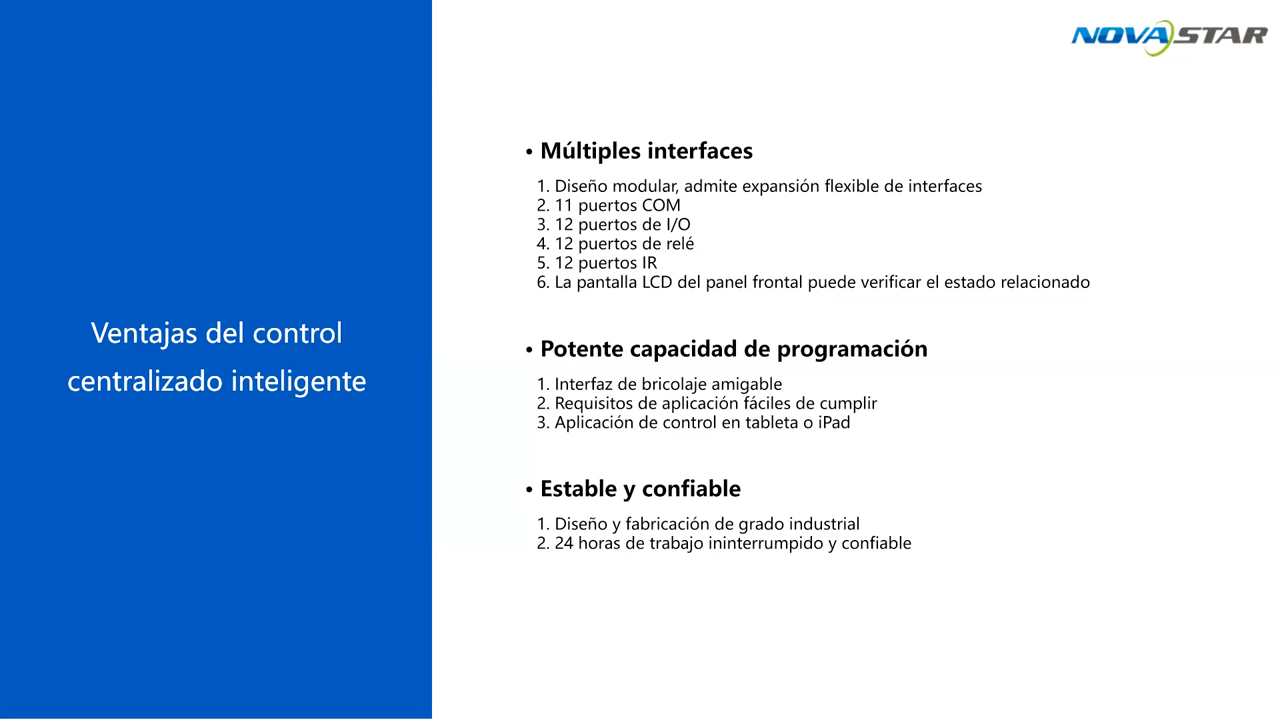 NOVASTAR
Ventajas del control
centralizado inteligente
• Múltiples interfaces
1. Diseño modular, admite expansión flexible de interfaces
2. 11 puertos COM
3. 12 puertos de I/O
4. 12 puertos de relé
5. 12 puertos IR
6. La pantalla LCD del panel frontal puede verificar el estado relacionado
• Potente capacidad de programación
1. Interfaz de bricolaje amigable
2. Requisitos de aplicación fáciles de cumplir
3. Aplicación de control en tableta o iPad
• Estable y confiable
1. Diseño y fabricación de grado industrial
2. 24 horas de trabajo ininterrumpido y confiable